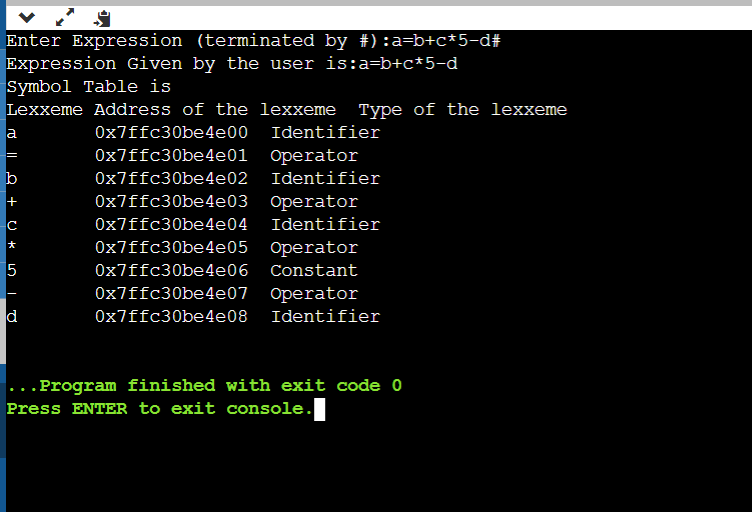 Enter Expression (terminated by #):a=b+c*5-d#
Expression Given by the user is:a=b+c*5-d
Symbol Table is
Lexxeme Address of the lexxeme  Type of the lexxeme
a       0x7ffc30be4e00  Identifier
=       0x7ffc30be4e01  Operator
b       0x7ffc30be4e02  Identifier
+       0x7ffc30be4e03  Operator
c       0x7ffc30be4e04  Identifier
*       0x7ffc30be4e05  Operator
5       0x7ffc30be4e06  Constant
-       0x7ffc30be4e07  Operator
d       0x7ffc30be4e08  Identifier
...Program finished with exit code 0
Press ENTER to exit console.